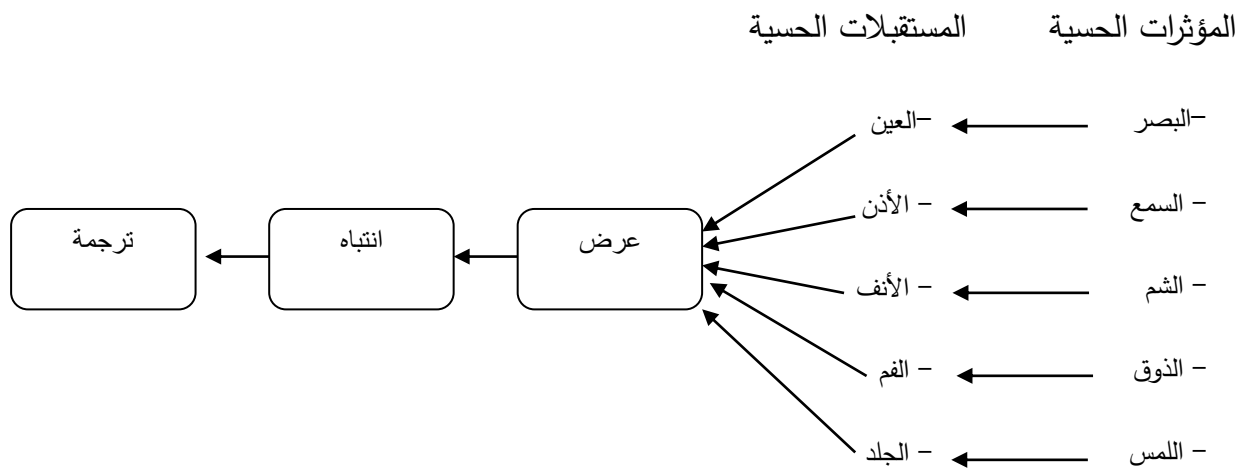 المؤثرات الحسية المستقبلات الحسية
-البصر -العين
- السمع - الأذن
عرض انتباه ترجمة
- الشم - الأنف
- الذوق - الفم
- اللمس - الجلد